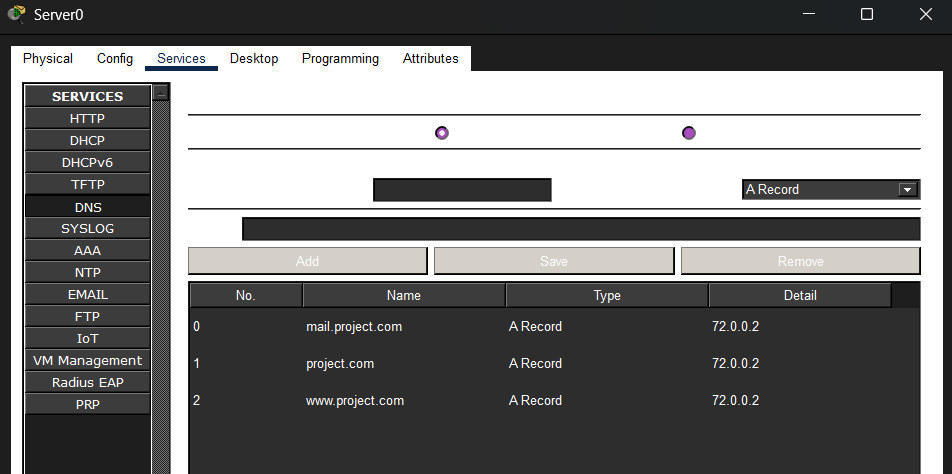 Server0
Physical Config Services Desktop Programming Attributes
SERVICES
HTTP
DHCP
DHCPv6
TFTP
DNS
SYSLOG
AAA
NTP
EMAIL
FTP
IoT
VM Management
Radius EAP
PRP
A Record
Add Save Remove
No. Name Type Detail
0 mail.project.com A Record 72.0.0.2
1 project.com A Record 72.0.0.2
2 www.project.com A Record 72.0.0.2